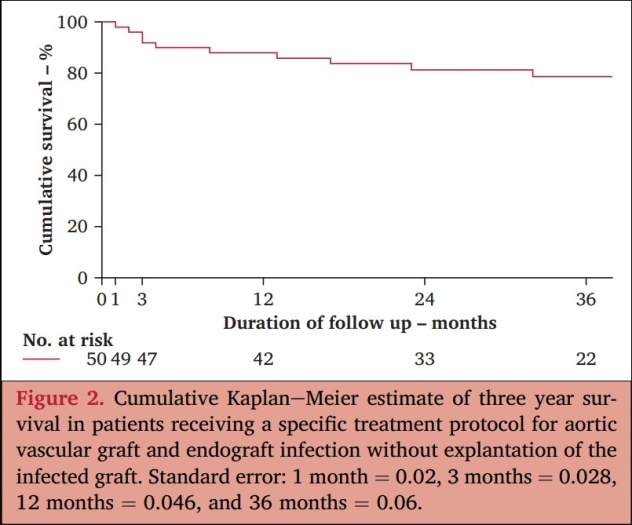 100
80
60
40
20
0
Cumulative survival – %
0 1 3 12 24 36
Duration of follow up – months
No. at risk
50 49 47 42 33 22
Figure 2. Cumulative Kaplan–Meier estimate of three year sur-
vival in patients receiving a specific treatment protocol for aortic
vascular graft and endograft infection without explantation of the
infected graft. Standard error: 1 month = 0.02, 3 months = 0.028,
12 months = 0.046, and 36 months = 0.06.